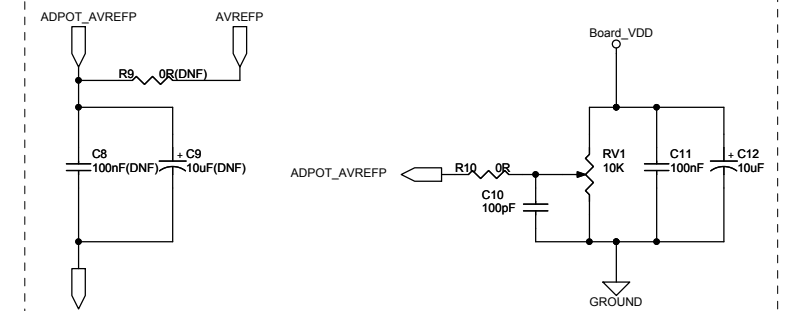 ADPOT_AVREFP
AVREFP
R9 0R(DNF)
C8
100nF(DNF)
+ C9
10uF(DNF)
Board_VDD
ADPOT_AVREFP
R10 0R
C10
100pF
RV1
10K
C11
100nF
+ C12
10uF
GROUND